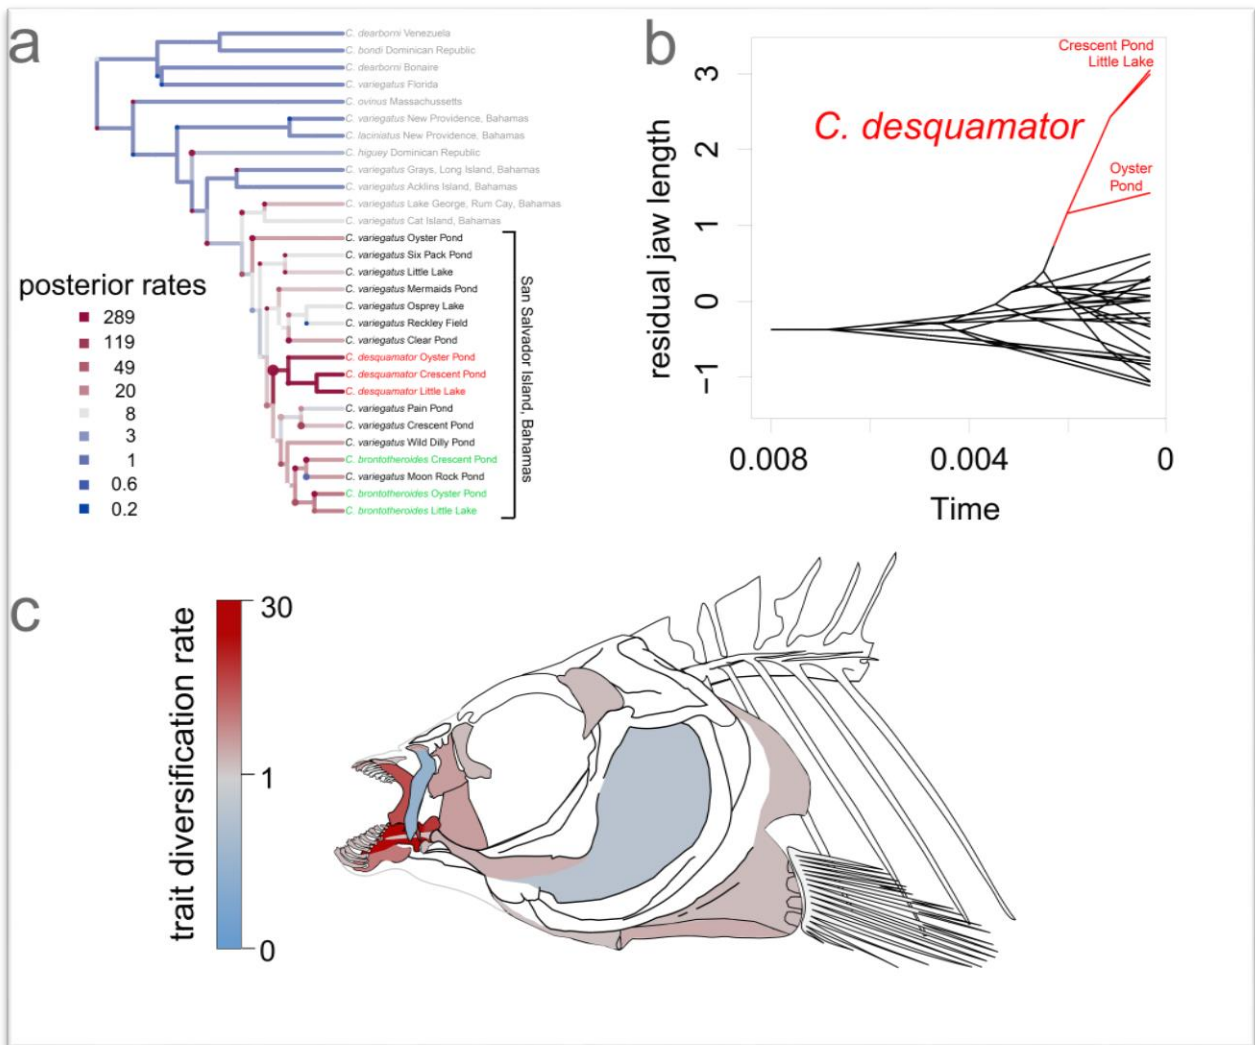 a
C. dearborni Venezuela
C. bondi Dominican Republic
C. dearborni Bonaire
C. variegatus Florida
C. ovinus Massachussetts
C. variegatus New Providence, Bahamas
C. laciniatus New Providence, Bahamas
C. higuey Dominican Republic
C. variegatus Grays, Long Island, Bahamas
C. variegatus Acklins Island, Bahamas
C. variegatus Lake George, Rum Cay, Bahamas
C. variegatus Cat Island, Bahamas
C. variegatus Oyster Pond
C. variegatus Six Pack Pond
C. variegatus Little Lake
C. variegatus Mermaids Pond
C. variegatus Osprey Lake
C. variegatus Reckley Field
C. variegatus Clear Pond
C. desquamator Oyster Pond
C. desquamator Crescent Pond
C. desquamator Little Lake
C. variegatus Pain Pond
C. variegatus Crescent Pond
C. variegatus Wild Dilly Pond
C. brontotheroides Crescent Pond
C. variegatus Moon Rock Pond
C. brontotheroides Oyster Pond
C. brontotheroides Little Lake
San Salvador Island, Bahamas
posterior rates
289
119
49
20
8
3
1
0.6
0.2
b
Crescent Pond
Little Lake
C. desquamator
Oyster
Pond
residual jaw length
3
2
1
0
−1
0.008
0.004
0
Time
c
trait diversification rate
30
1
0